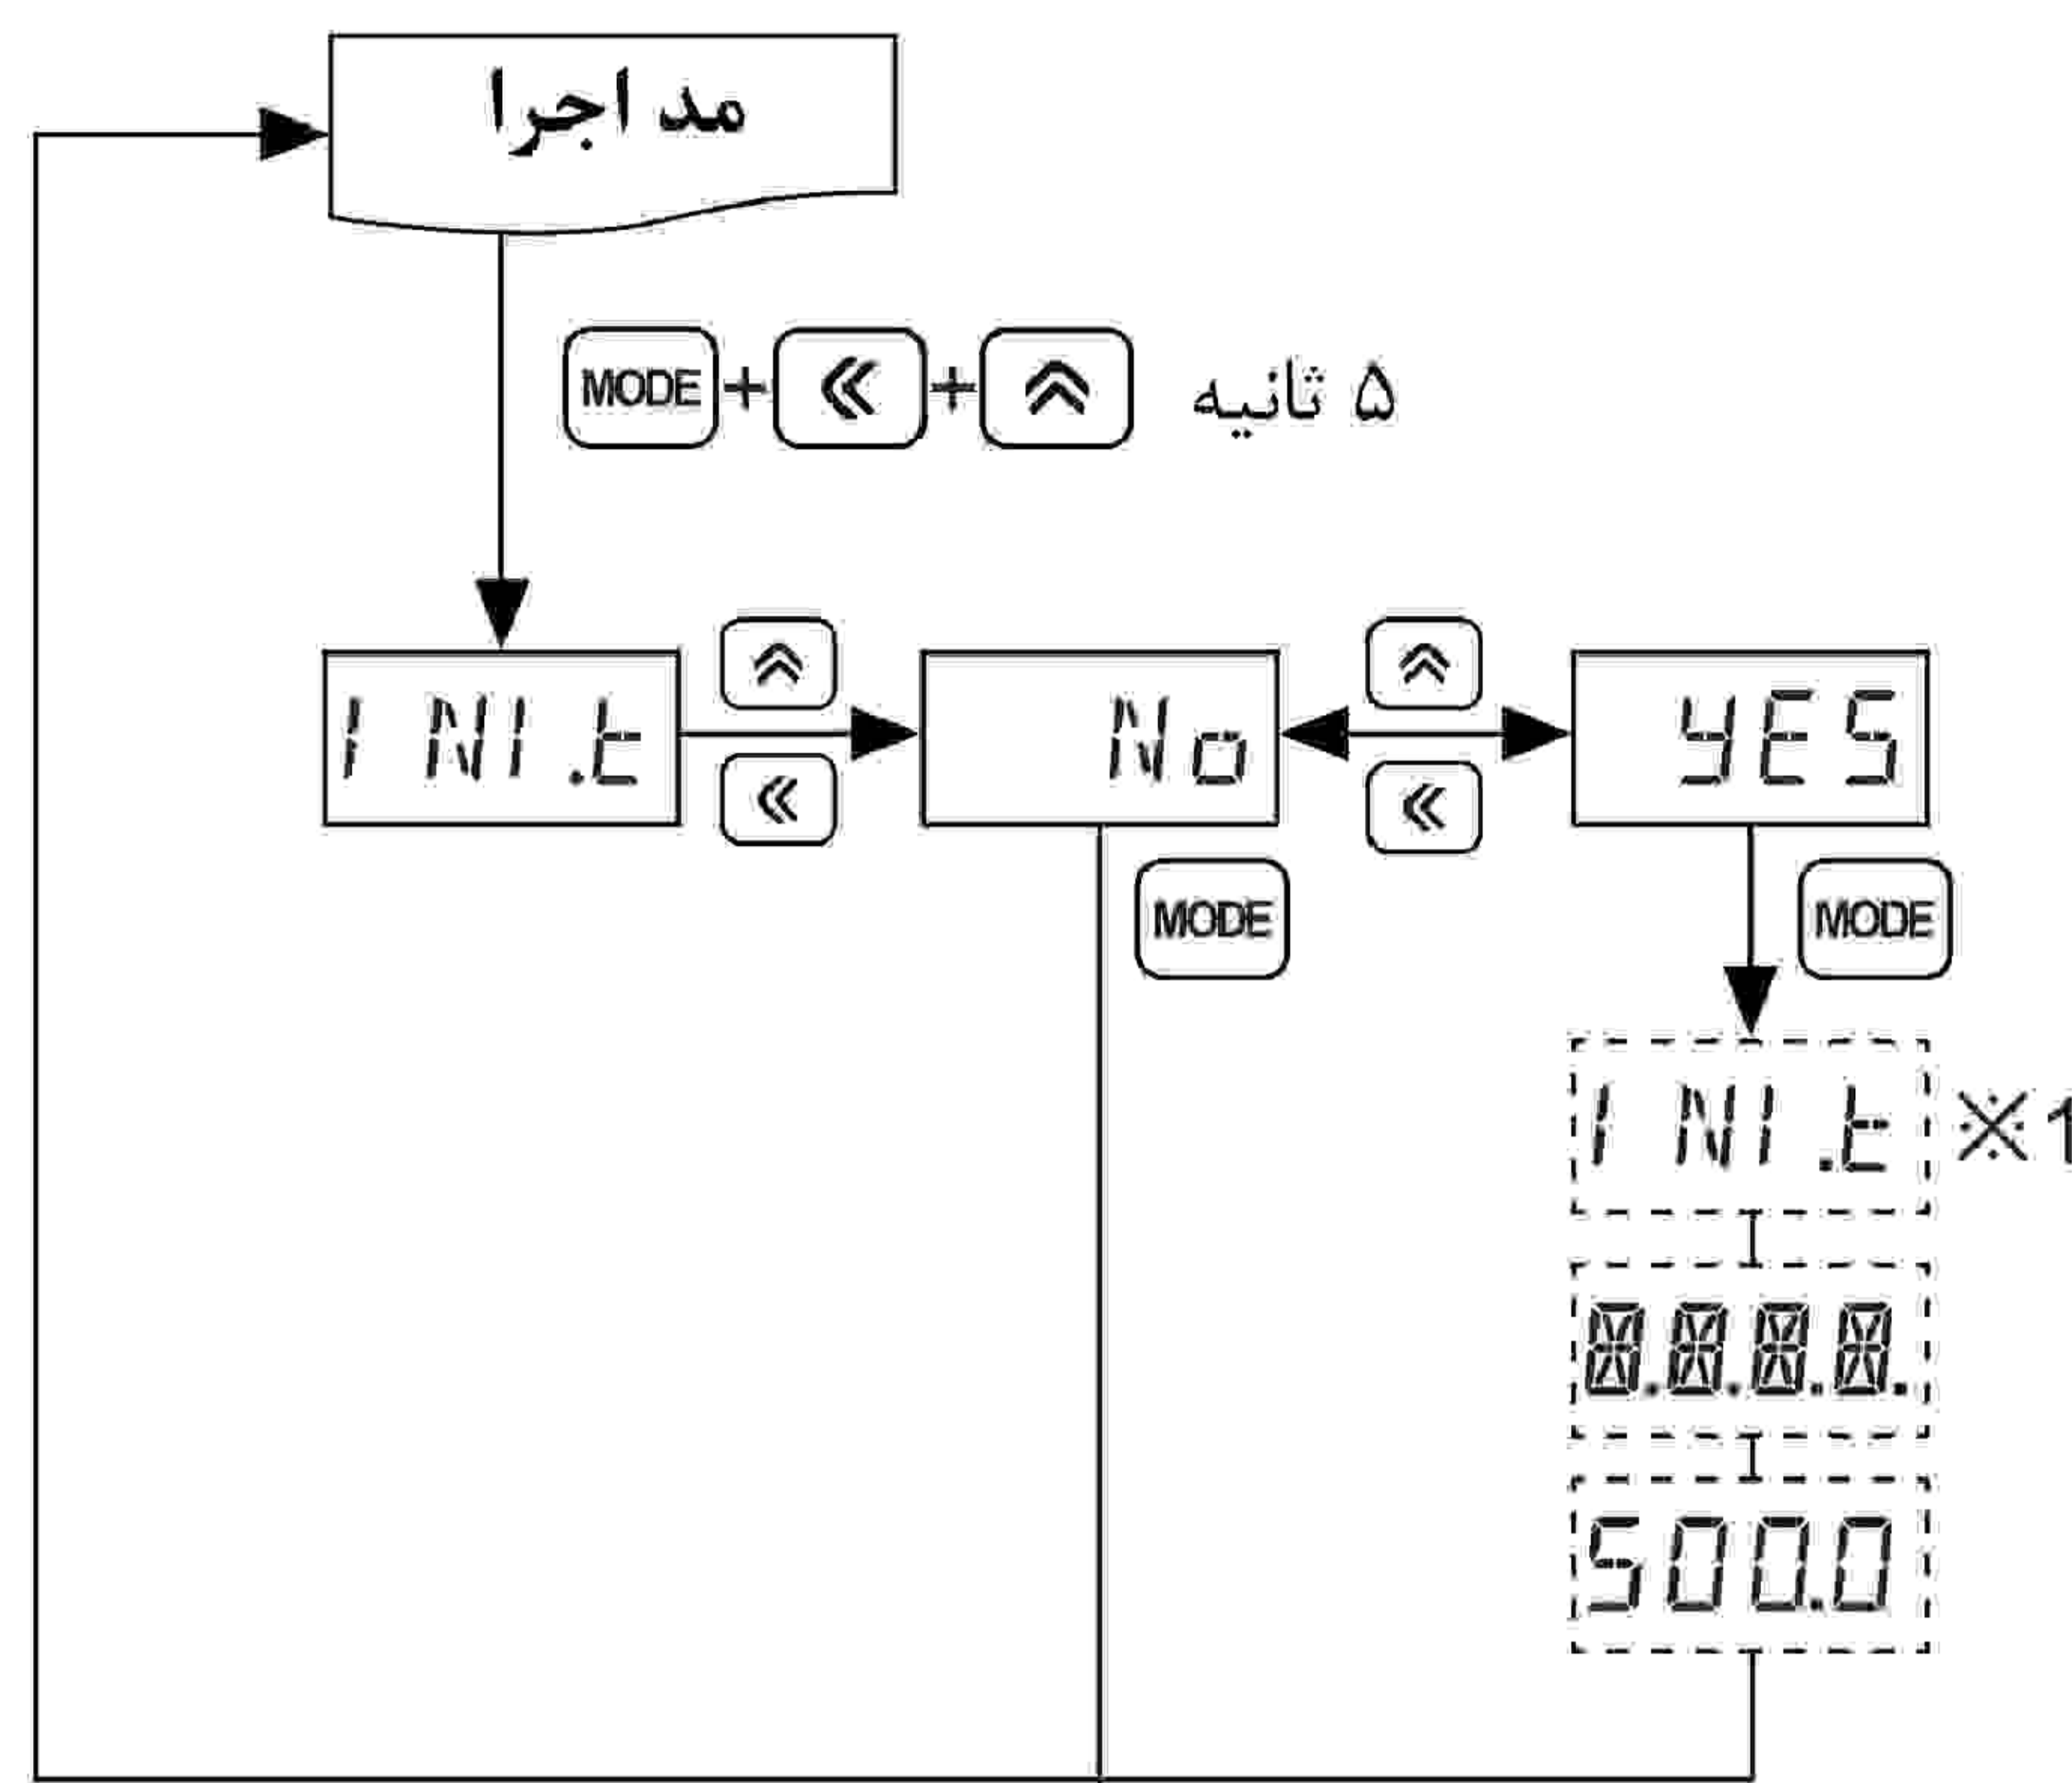 مد اجرا
MODE + « + ︽ ۵ ثانیه
INI.t No YES
MODE MODE
INI.t ※1
8.8.8.8.
500.0